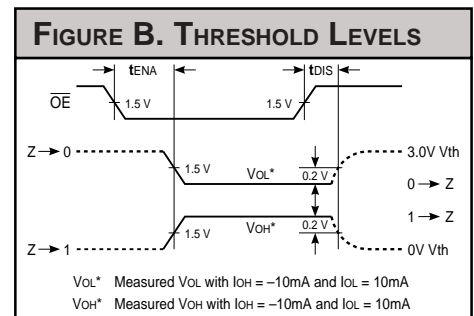 FIGURE B. THRESHOLD LEVELS
tENA tDIS
OE 1.5 V 1.5 V
Z 0 3.0V Vth
1.5 V VOL* 0.2 V 0 Z
1.5 V VOH* 0.2 V 1 Z
Z 1 0V Vth
VOL* Measured VOL with IOH = –10mA and IOL = 10mA
VOH* Measured VOH with IOH = –10mA and IOL = 10mA